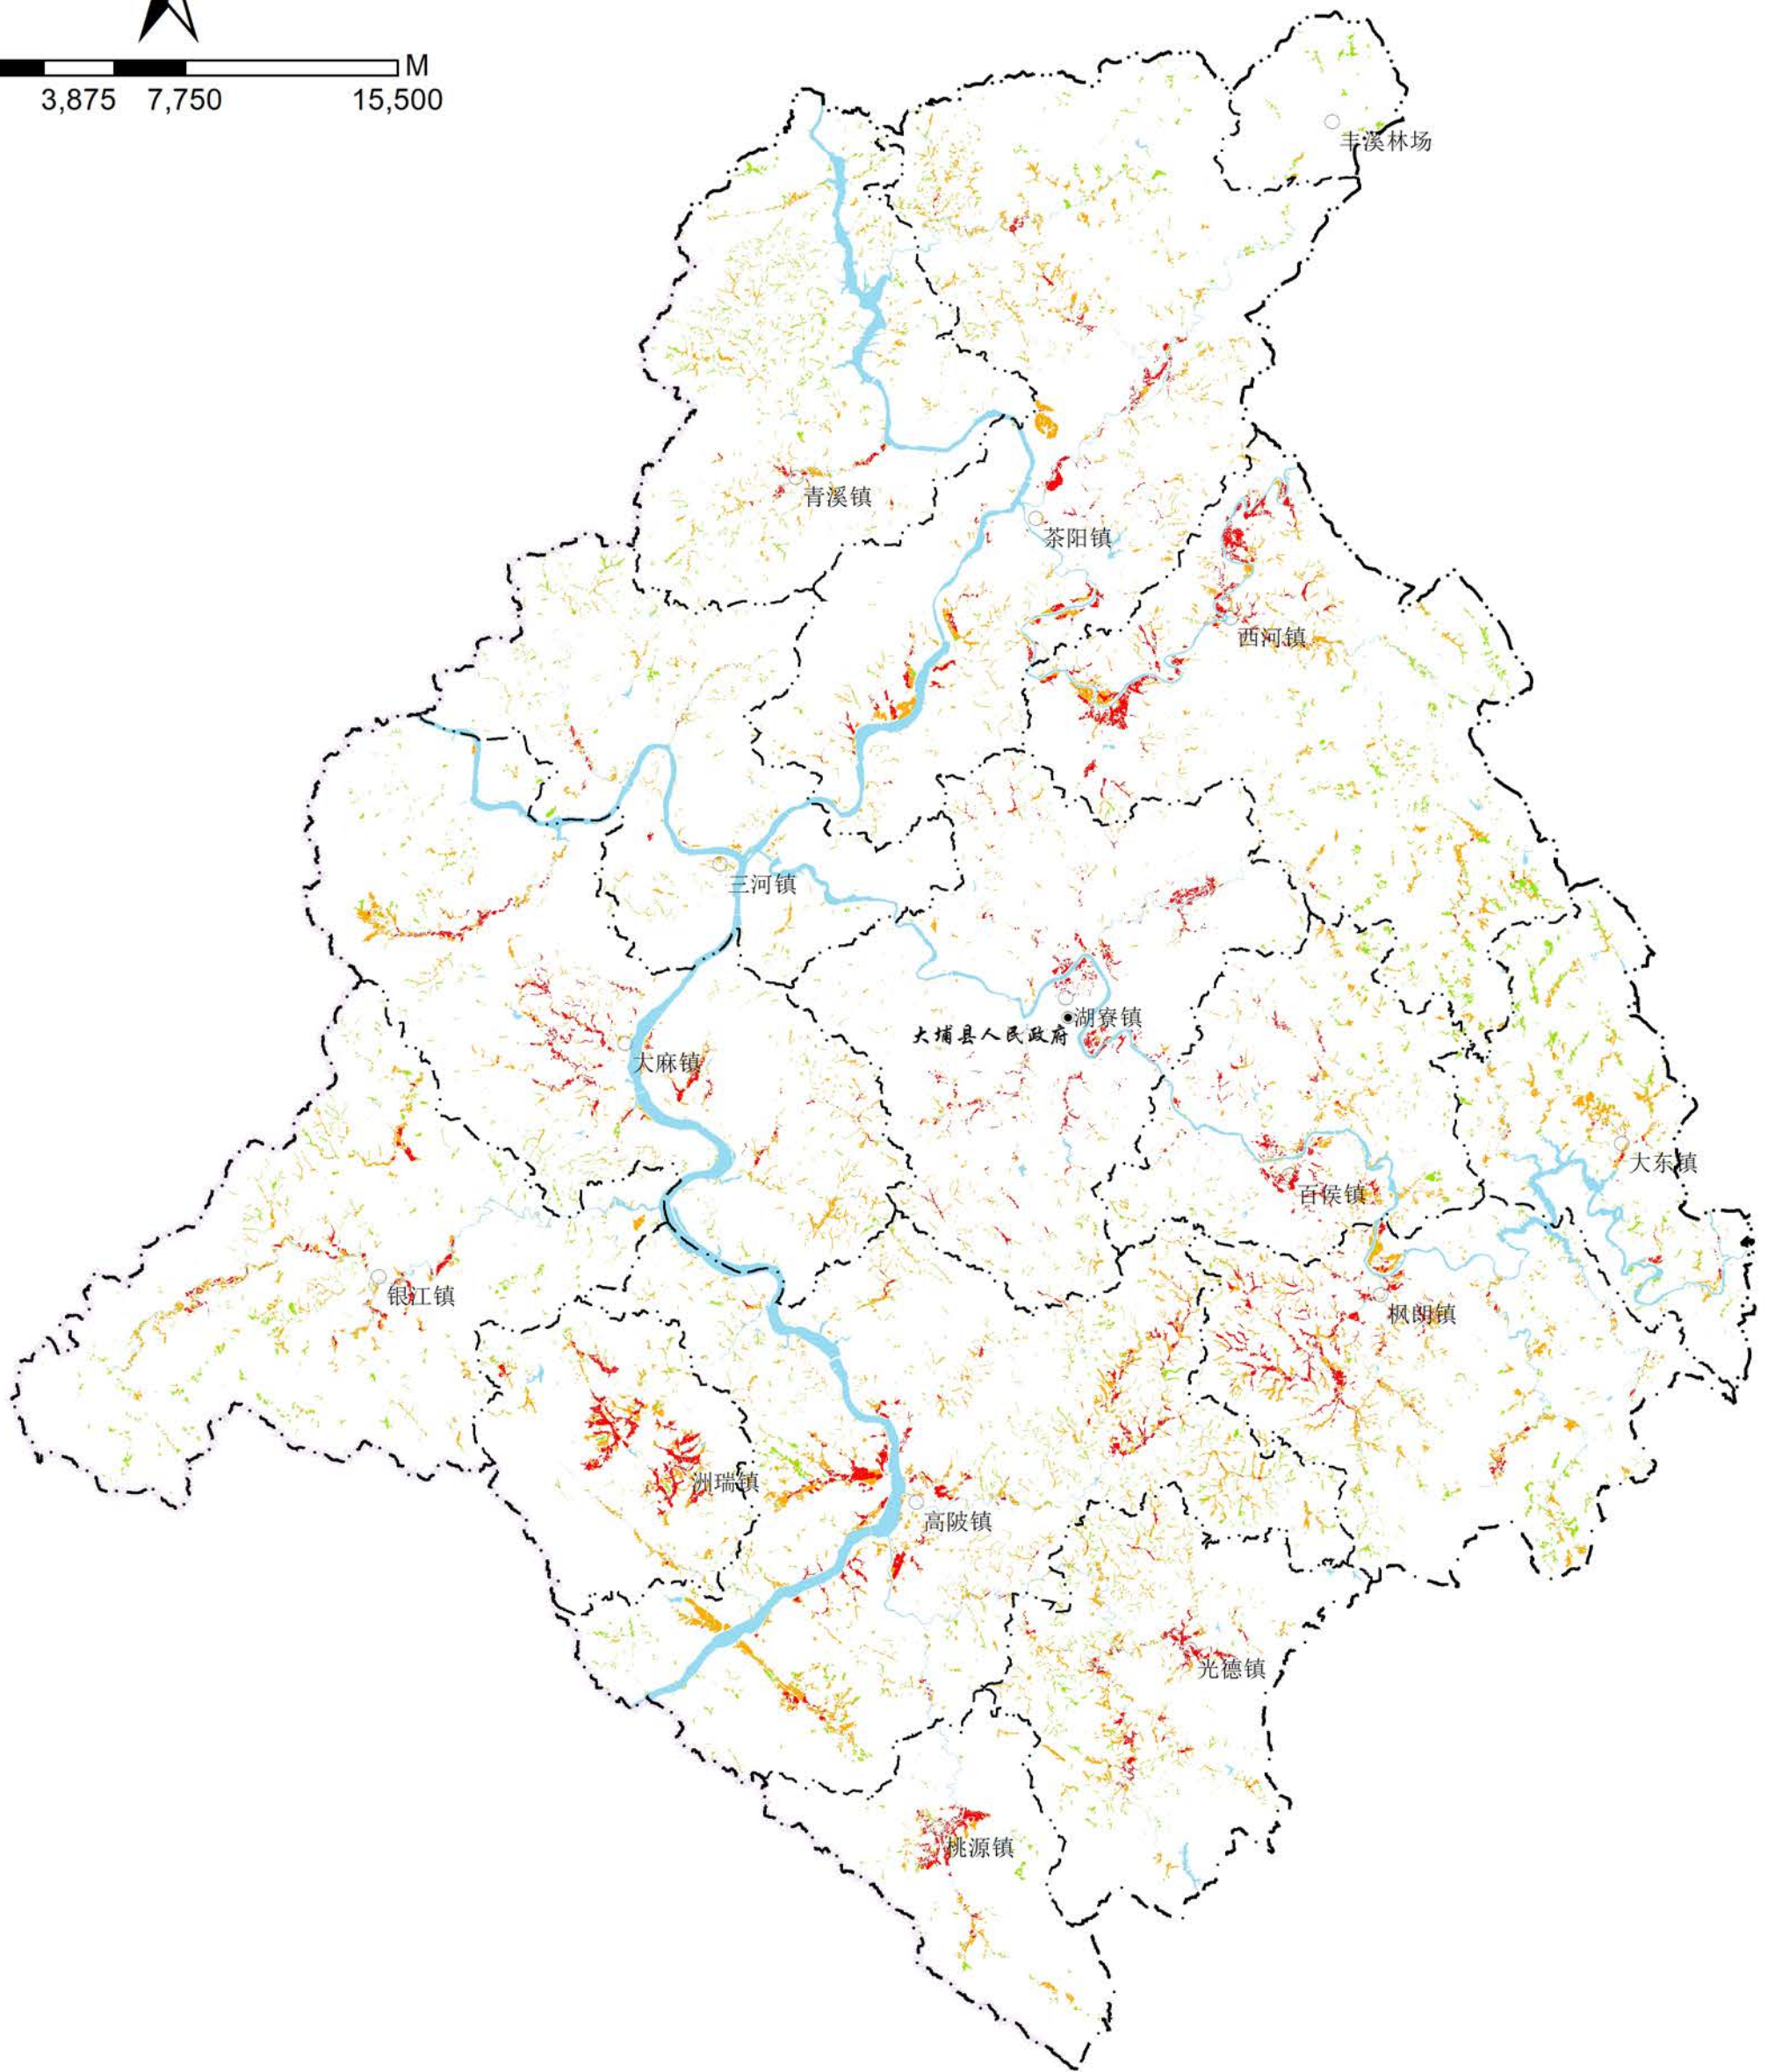 M
3,875 7,750 15,500
丰溪林场
青溪镇
茶阳镇
西河镇
三河镇
湖寮镇
大埔县人民政府
大麻镇
大东镇
百侯镇
银江镇
枫朗镇
洲瑞镇
高陂镇
光德镇
桃源镇